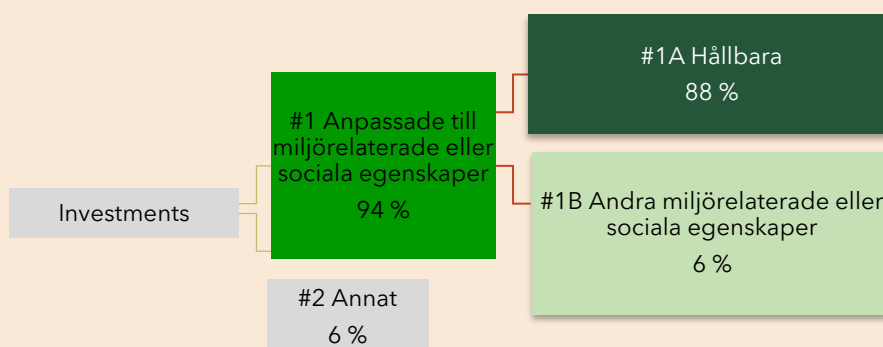 Investments
#1 Anpassade till
miljörelaterade eller
sociala egenskaper
94 %
#2 Annat
6 %
#1A Hållbara
88 %
#1B Andra miljörelaterade eller
sociala egenskaper
6 %